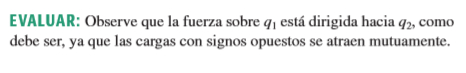 EVALUAR: Observe que la fuerza sobre q₁ está dirigida hacia q₂, como
debe ser, ya que las cargas con signos opuestos se atraen mutuamente.